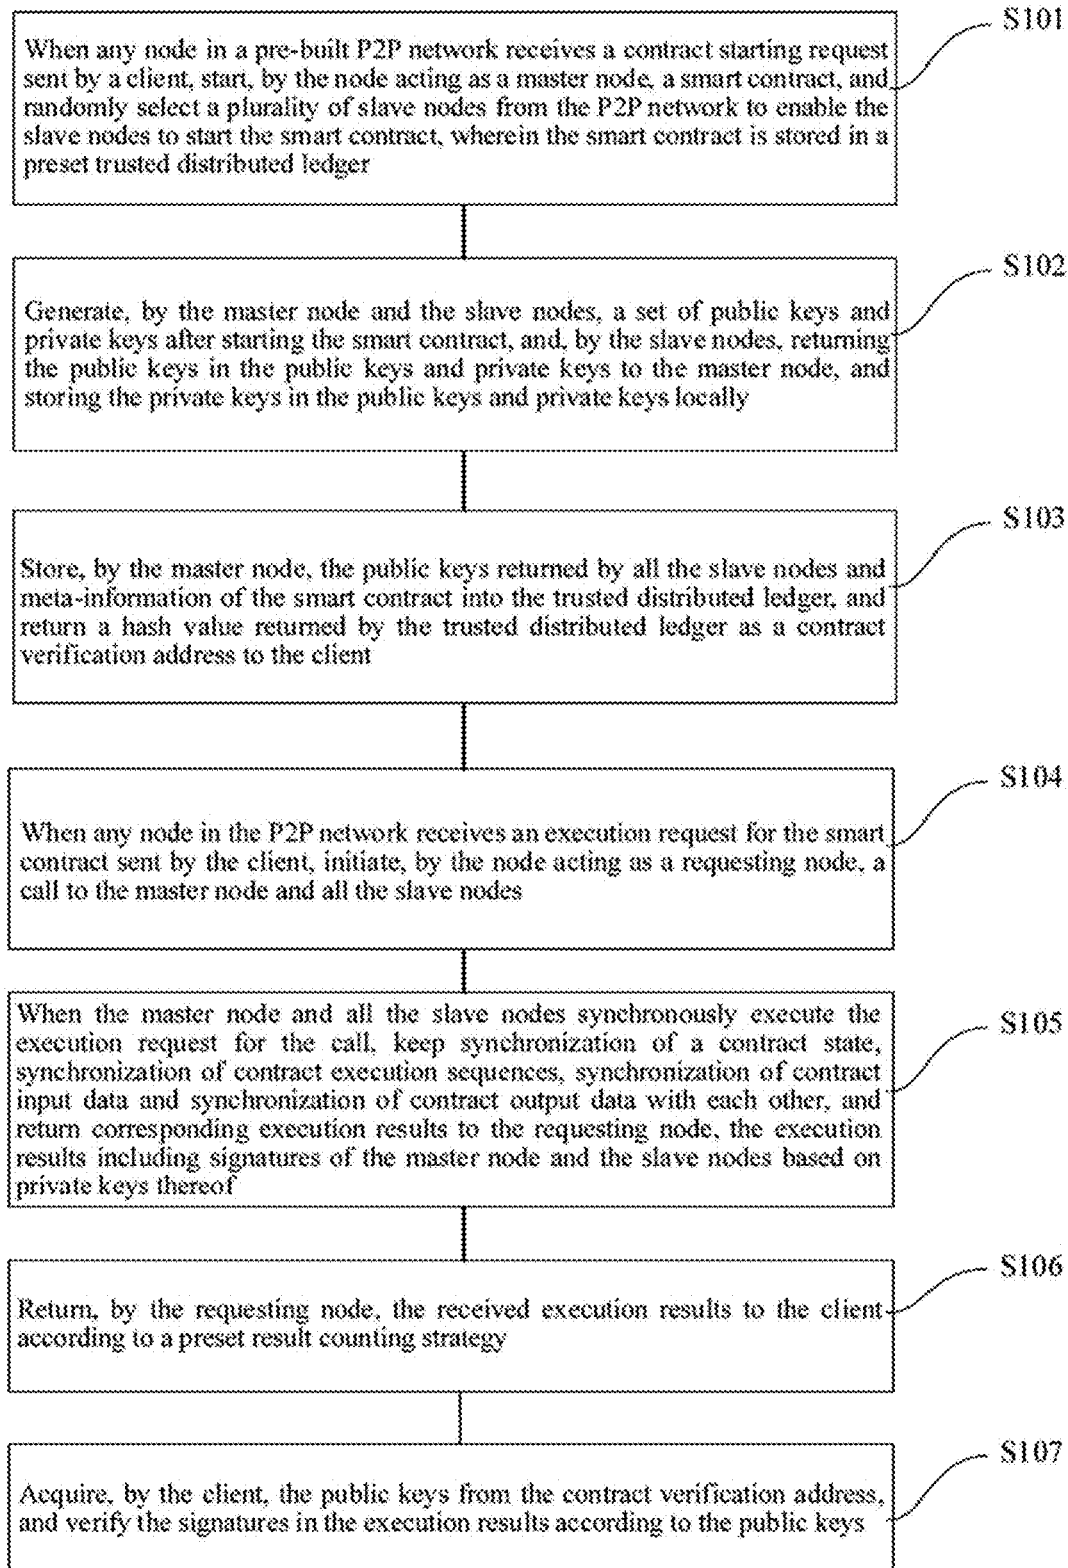 S101
When any node in a pre-built P2P network receives a contract starting request
sent by a client, start, by the node acting as a master node, a smart contract, and
randomly select a plurality of slave nodes from the P2P network to enable the
slave nodes to start the smart contract, wherein the smart contract is stored in a
preset trusted distributed ledger
S102
Generate, by the master node and the slave nodes, a set of public keys and
private keys after starting the smart contract, and, by the slave nodes, returning
the public keys in the public keys and private keys to the master node, and
storing the private keys in the public keys and private keys locally
S103
Store, by the master node, the public keys returned by all the slave nodes and
meta-information of the smart contract into the trusted distributed ledger, and
return a hash value returned by the trusted distributed ledger as a contract
verification address to the client
S104
When any node in the P2P network receives an execution request for the smart
contract sent by the client, initiate, by the node acting as a requesting node, a
call to the master node and all the slave nodes
S105
When the master node and all the slave nodes synchronously execute the
execution request for the call, keep synchronization of a contract state,
synchronization of contract execution sequences, synchronization of contract
input data and synchronization of contract output data with each other, and
return corresponding execution results to the requesting node, the execution
results including signatures of the master node and the slave nodes based on
private keys thereof
S106
Return, by the requesting node, the received execution results to the client
according to a preset result counting strategy
S107
Acquire, by the client, the public keys from the contract verification address,
and verify the signatures in the execution results according to the public keys